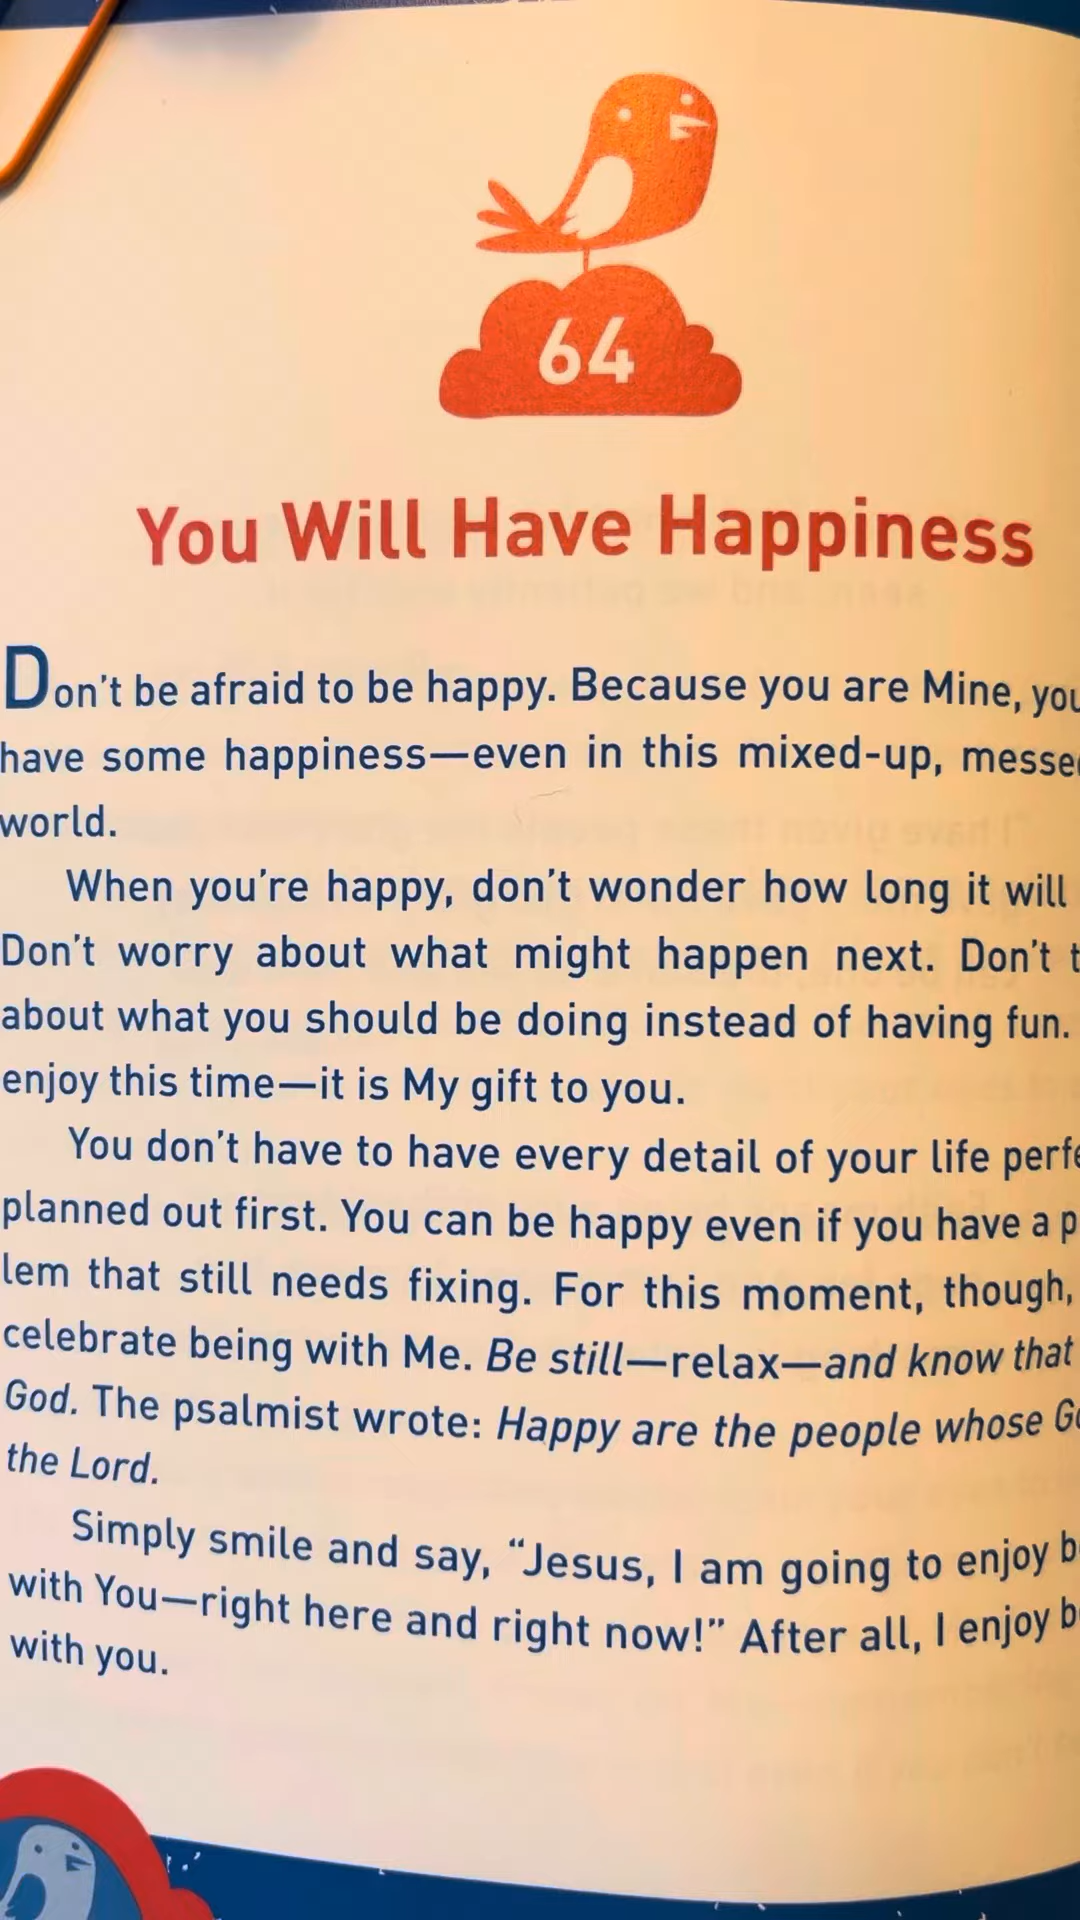 64
You Will Have Happiness
Don't be afraid to be happy. Because you are Mine, you
have some happiness—even in this mixed-up, messe
world.
When you're happy, don't wonder how long it will
Don't worry about what might happen next. Don't t
about what you should be doing instead of having fun.
enjoy this time—it is My gift to you.
You don't have to have every detail of your life perfe
planned out first. You can be happy even if you have a p
lem that still needs fixing. For this moment, though,
celebrate being with Me. Be still—relax—and know that
God. The psalmist wrote: Happy are the people whose Go
the Lord.
Simply smile and say, “Jesus, I am going to enjoy b
with You—right here and right now!” After all, I enjoy b
with you.